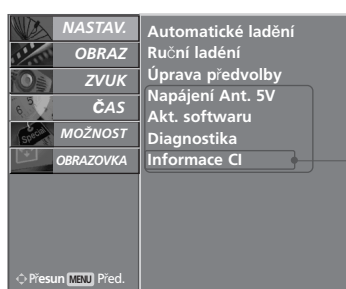 NASTAV.
OBRAZ
ZVUK
ČAS
MOŽNOST
OBRAZOVKA
Automatické ladění
Ruční ladéní
Úprava předvolby
Napájení Ant. 5V
Akt. softwaru
Diagnostika
Informace CI
Přesun MENU Před.